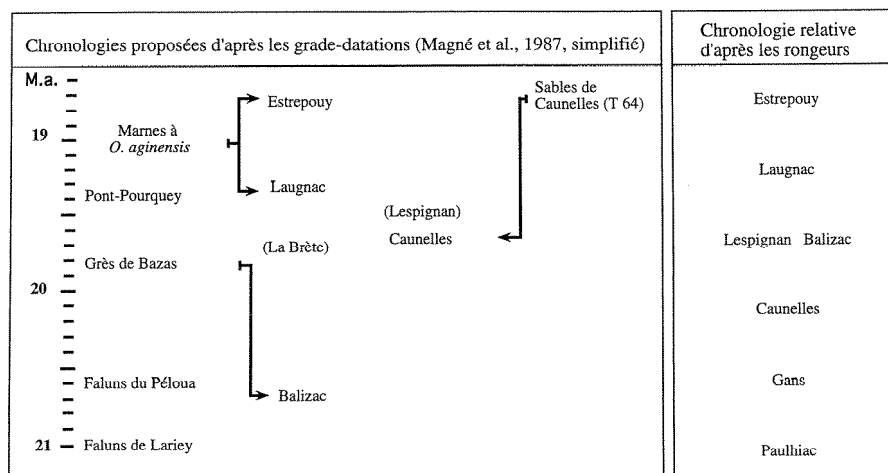 Chronologies proposées d'après les grade-datations (Magné et al., 1987, simplifié)
M.a.
Estrepouy
Sables de
Caunelles (T 64)
19
Marnes à
O. aginensis
Laugnac
Pont-Pourquey
(Lespignan)
Caunelles
(La Brète)
Grès de Bazas
20
Faluns du Péloua
Balizac
21
Faluns de Lariey
Chronologie relative
d'après les rongeurs
Estrepouy
Laugnac
Lespignan Balizac
Caunelles
Gans
Paulhiac